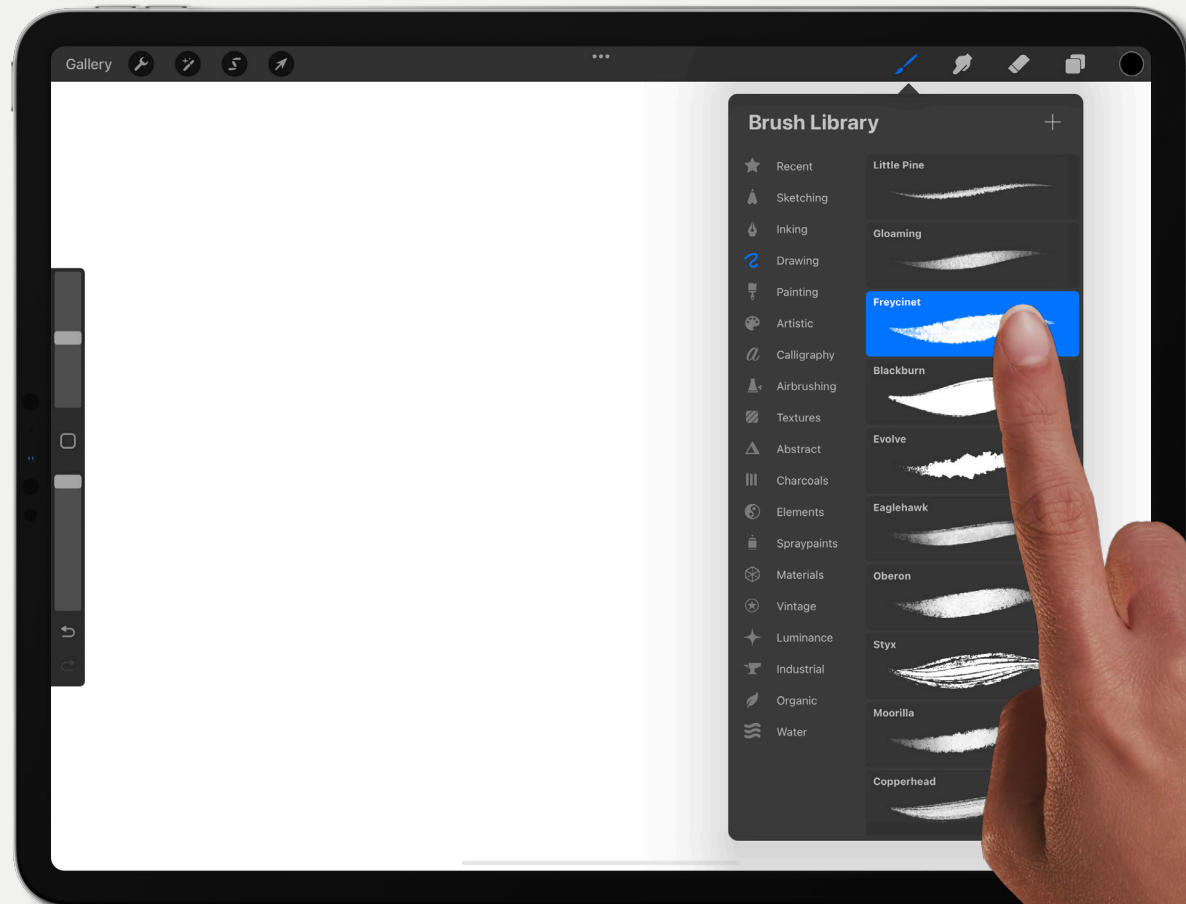 Gallery
Brush Library
Recent
Sketching
Inking
Drawing
Painting
Artistic
Calligraphy
Airbrushing
Textures
Abstract
Charcoals
Elements
Spraypaints
Materials
Vintage
Luminance
Industrial
Organic
Water
Little Pine
Gloaming
Freycinet
Blackburn
Evolve
Eaglehawk
Oberon
Styx
Moorilla
Copperhead